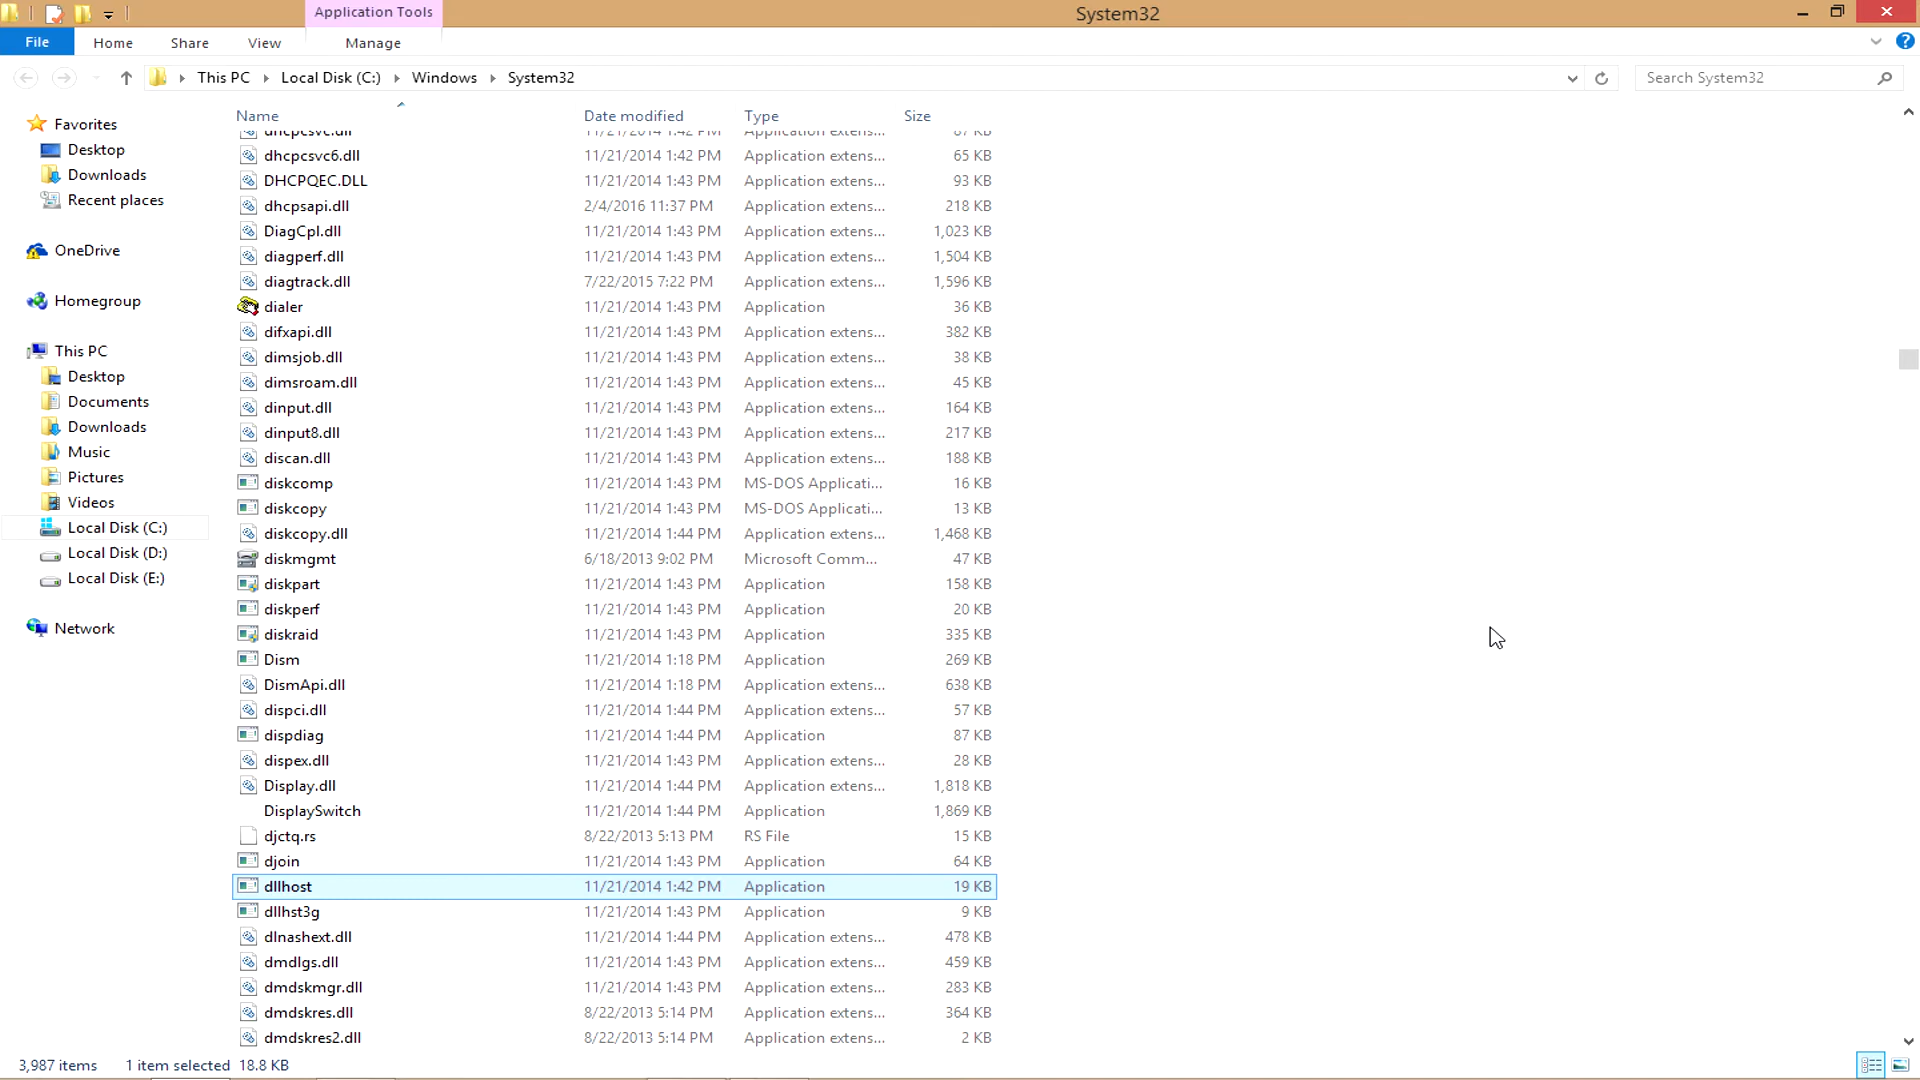 Application Tools
System32
File
Home
Share
View
Manage
This PC
Local Disk (C:)
Windows
System32
Search System32
Favorites
Desktop
Downloads
Recent places
OneDrive
Homegroup
This PC
Desktop
Documents
Downloads
Music
Pictures
Videos
Local Disk (C:)
Local Disk (D:)
Local Disk (E:)
Network
Name Date modified Type Size
dhcpcsvc6.dll 11/21/2014 1:42 PM Application extens... 65 KB
DHCPQEC.DLL 11/21/2014 1:43 PM Application extens... 93 KB
dhcpsapi.dll 2/4/2016 11:37 PM Application extens... 218 KB
DiagCpl.dll 11/21/2014 1:43 PM Application extens... 1,023 KB
diagperf.dll 11/21/2014 1:43 PM Application extens... 1,504 KB
diagtrack.dll 7/22/2015 7:22 PM Application extens... 1,596 KB
dialer 11/21/2014 1:43 PM Application 36 KB
difxapi.dll 11/21/2014 1:43 PM Application extens... 382 KB
dimsjob.dll 11/21/2014 1:43 PM Application extens... 38 KB
dimsroam.dll 11/21/2014 1:43 PM Application extens... 45 KB
dinput.dll 11/21/2014 1:43 PM Application extens... 164 KB
dinput8.dll 11/21/2014 1:43 PM Application extens... 217 KB
discan.dll 11/21/2014 1:43 PM Application extens... 188 KB
diskcomp 11/21/2014 1:43 PM MS-DOS Applicati... 16 KB
diskcopy 11/21/2014 1:43 PM MS-DOS Applicati... 13 KB
diskcopy.dll 11/21/2014 1:44 PM Application extens... 1,468 KB
diskmgmt 6/18/2013 9:02 PM Microsoft Comm... 47 KB
diskpart 11/21/2014 1:43 PM Application 158 KB
diskperf 11/21/2014 1:43 PM Application 20 KB
diskraid 11/21/2014 1:43 PM Application 335 KB
Dism 11/21/2014 1:18 PM Application 269 KB
DismApi.dll 11/21/2014 1:18 PM Application extens... 638 KB
dispci.dll 11/21/2014 1:44 PM Application extens... 57 KB
dispdiag 11/21/2014 1:44 PM Application 87 KB
dispex.dll 11/21/2014 1:43 PM Application extens... 28 KB
Display.dll 11/21/2014 1:44 PM Application extens... 1,818 KB
DisplaySwitch 11/21/2014 1:44 PM Application 1,869 KB
djctq.rs 8/22/2013 5:13 PM RS File 15 KB
djoin 11/21/2014 1:43 PM Application 64 KB
dllhost 11/21/2014 1:42 PM Application 19 KB
dllhst3g 11/21/2014 1:43 PM Application 9 KB
dlnashext.dll 11/21/2014 1:44 PM Application extens... 478 KB
dmdlgs.dll 11/21/2014 1:43 PM Application extens... 459 KB
dmdskmgr.dll 11/21/2014 1:43 PM Application extens... 283 KB
dmdskres.dll 8/22/2013 5:14 PM Application extens... 364 KB
dmdskres2.dll 8/22/2013 5:14 PM Application extens... 2 KB
3,987 items 1 item selected 18.8 KB